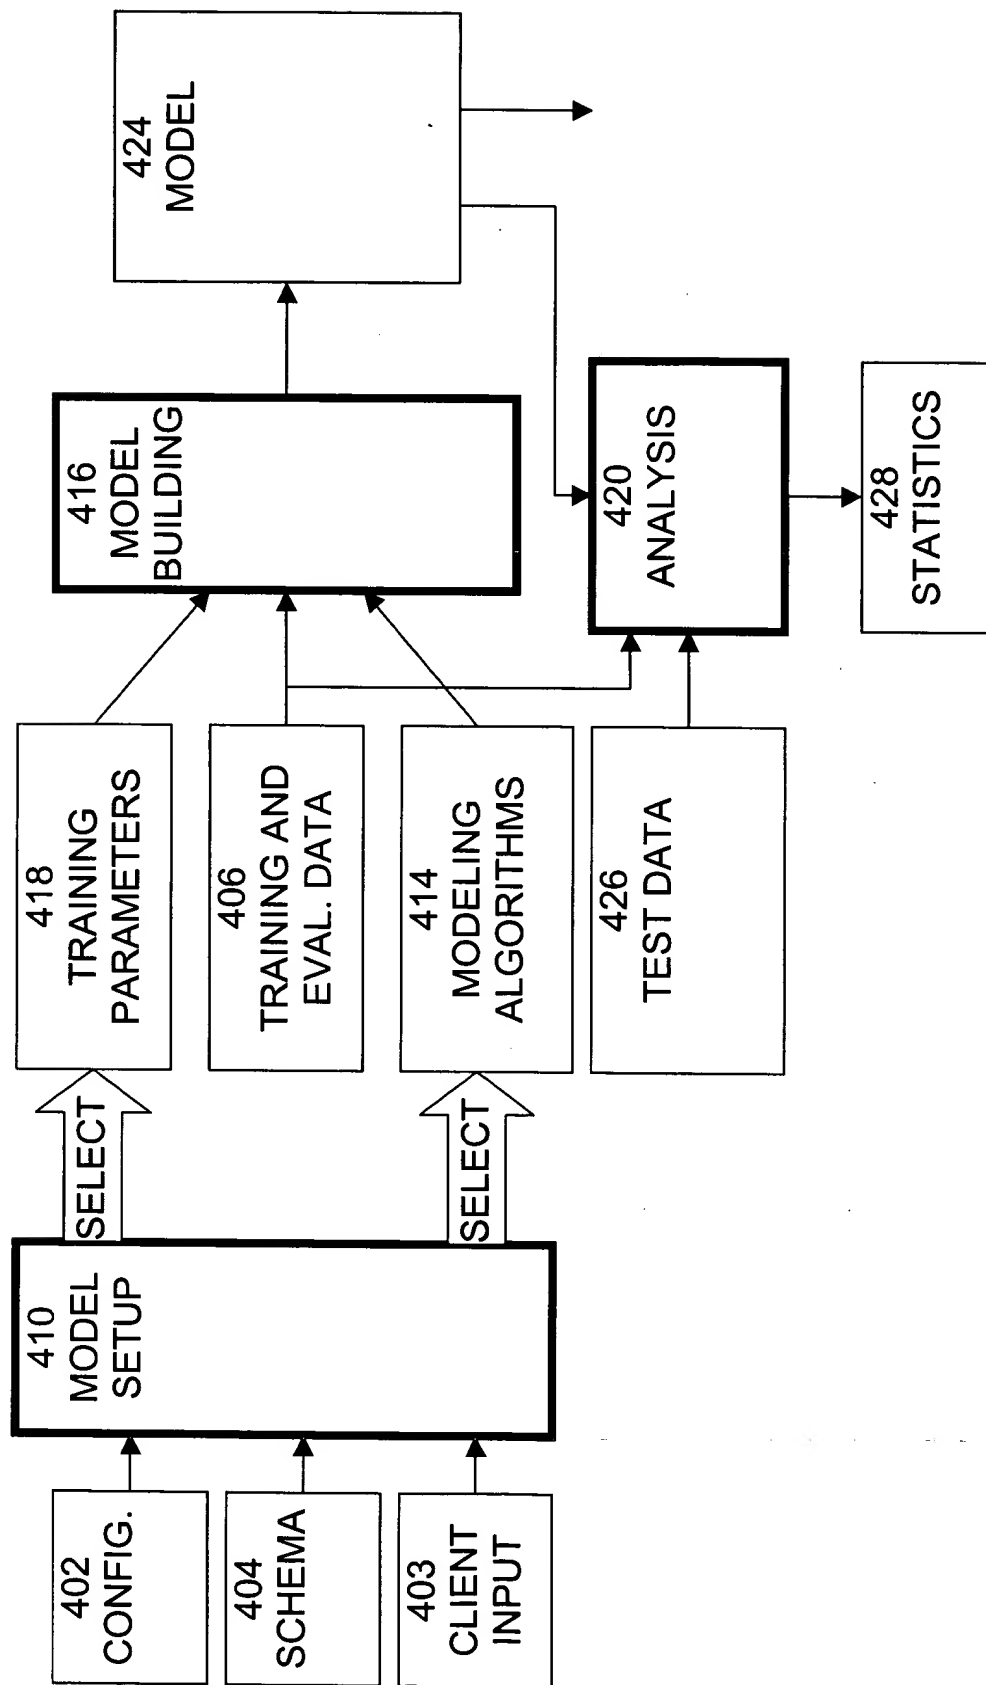 402
CONFIG.
404
SCHEMA
403
CLIENT
INPUT
410
MODEL
SETUP
SELECT
SELECT
418
TRAINING
PARAMETERS
406
TRAINING AND
EVAL. DATA
414
MODELING
ALGORITHMS
426
TEST DATA
416
MODEL
BUILDING
420
ANALYSIS
424
MODEL
428
STATISTICS